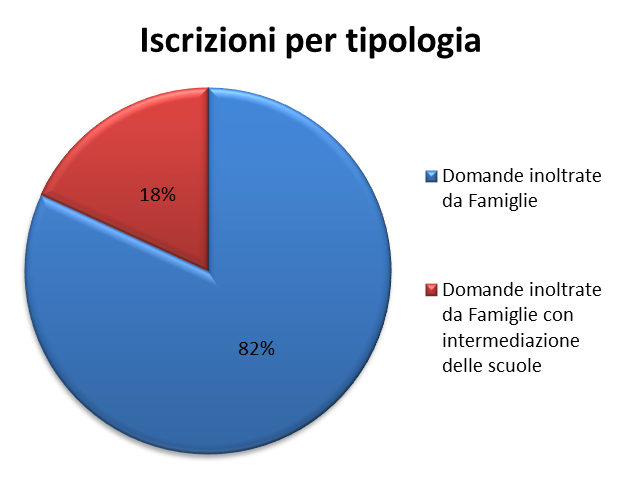 Iscrizioni per tipologia
18%
82%
Domande inoltrate
da Famiglie
Domande inoltrate
da Famiglie con
intermediazione
delle scuole